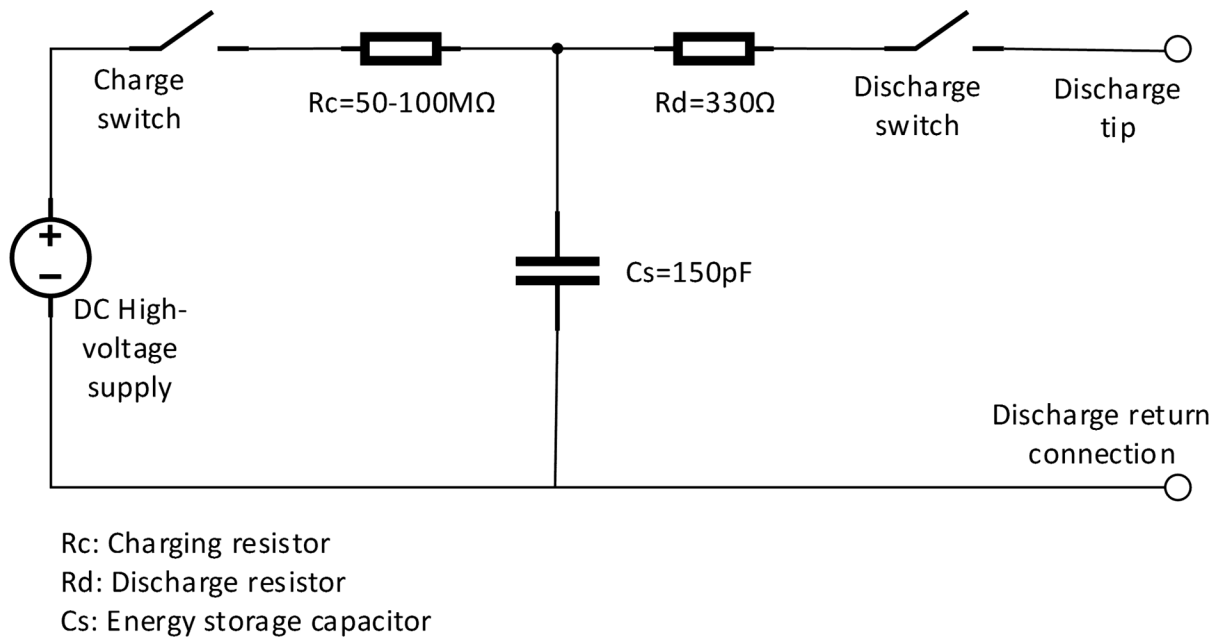 Charge
switch
Rc=50-100MΩ
Rd=330Ω
Discharge
switch
Discharge
tip
+
−
DC High-
voltage
supply
Cs=150pF
Discharge return
connection
Rc: Charging resistor
Rd: Discharge resistor
Cs: Energy storage capacitor